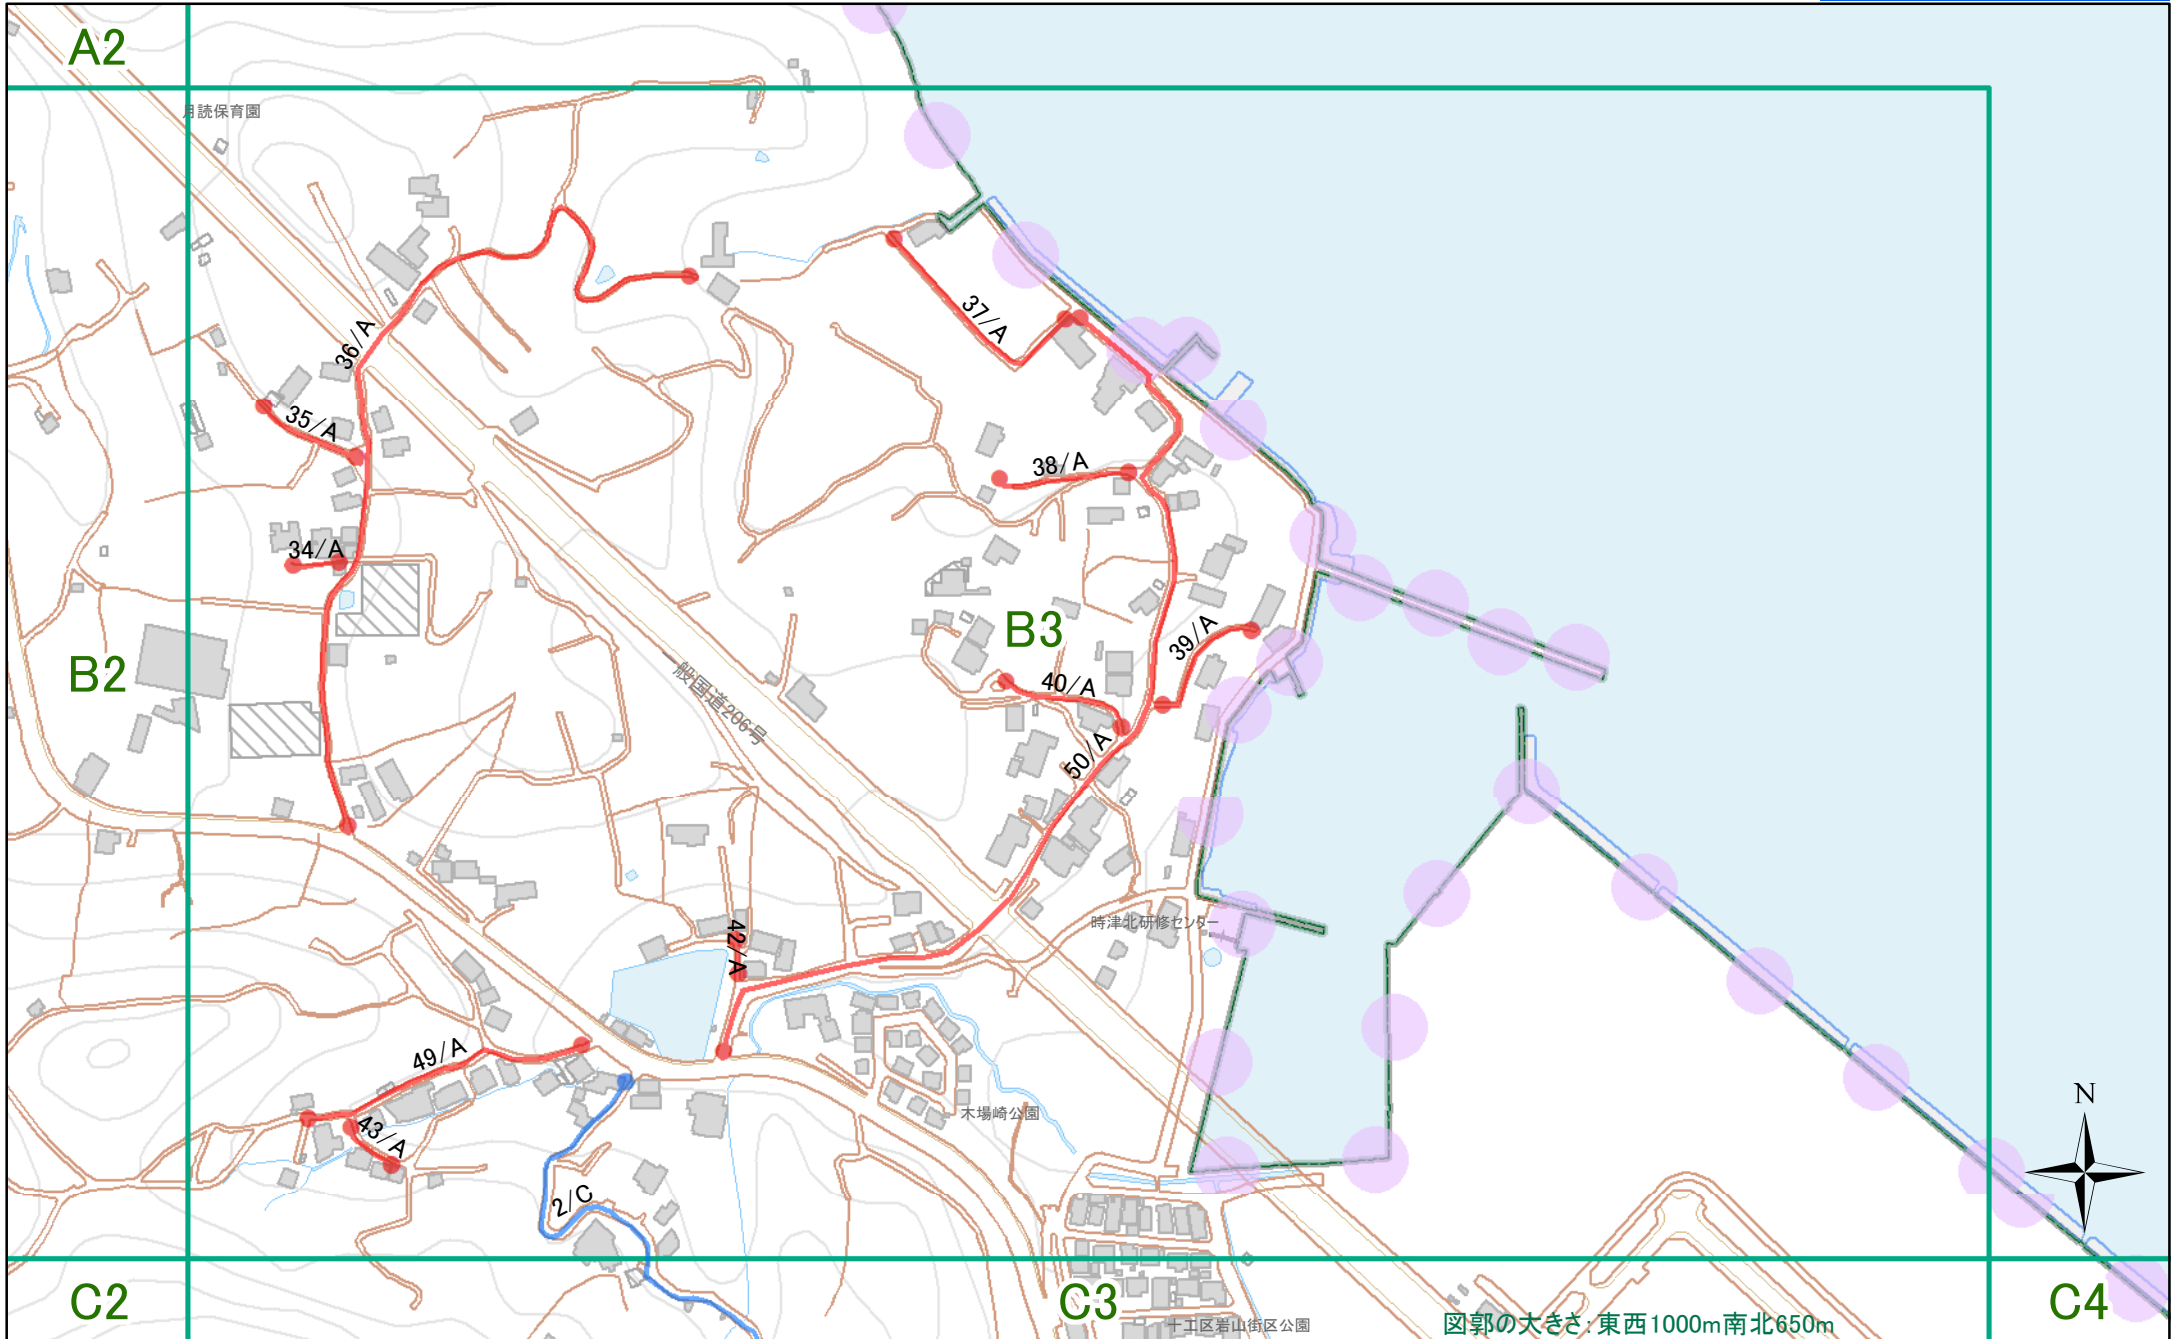 A2
月読保育園
37/A
36/A
35/A
38/A
34/A
B3
39/A
B2
一般国道206号
40/A
50/A
42/A
時津北研修センター
49/A
43/A
木場崎公園
N
2/C
C2
C3
C4
十工区岩山街区公園
図郭の大きさ:東西1000m南北650m